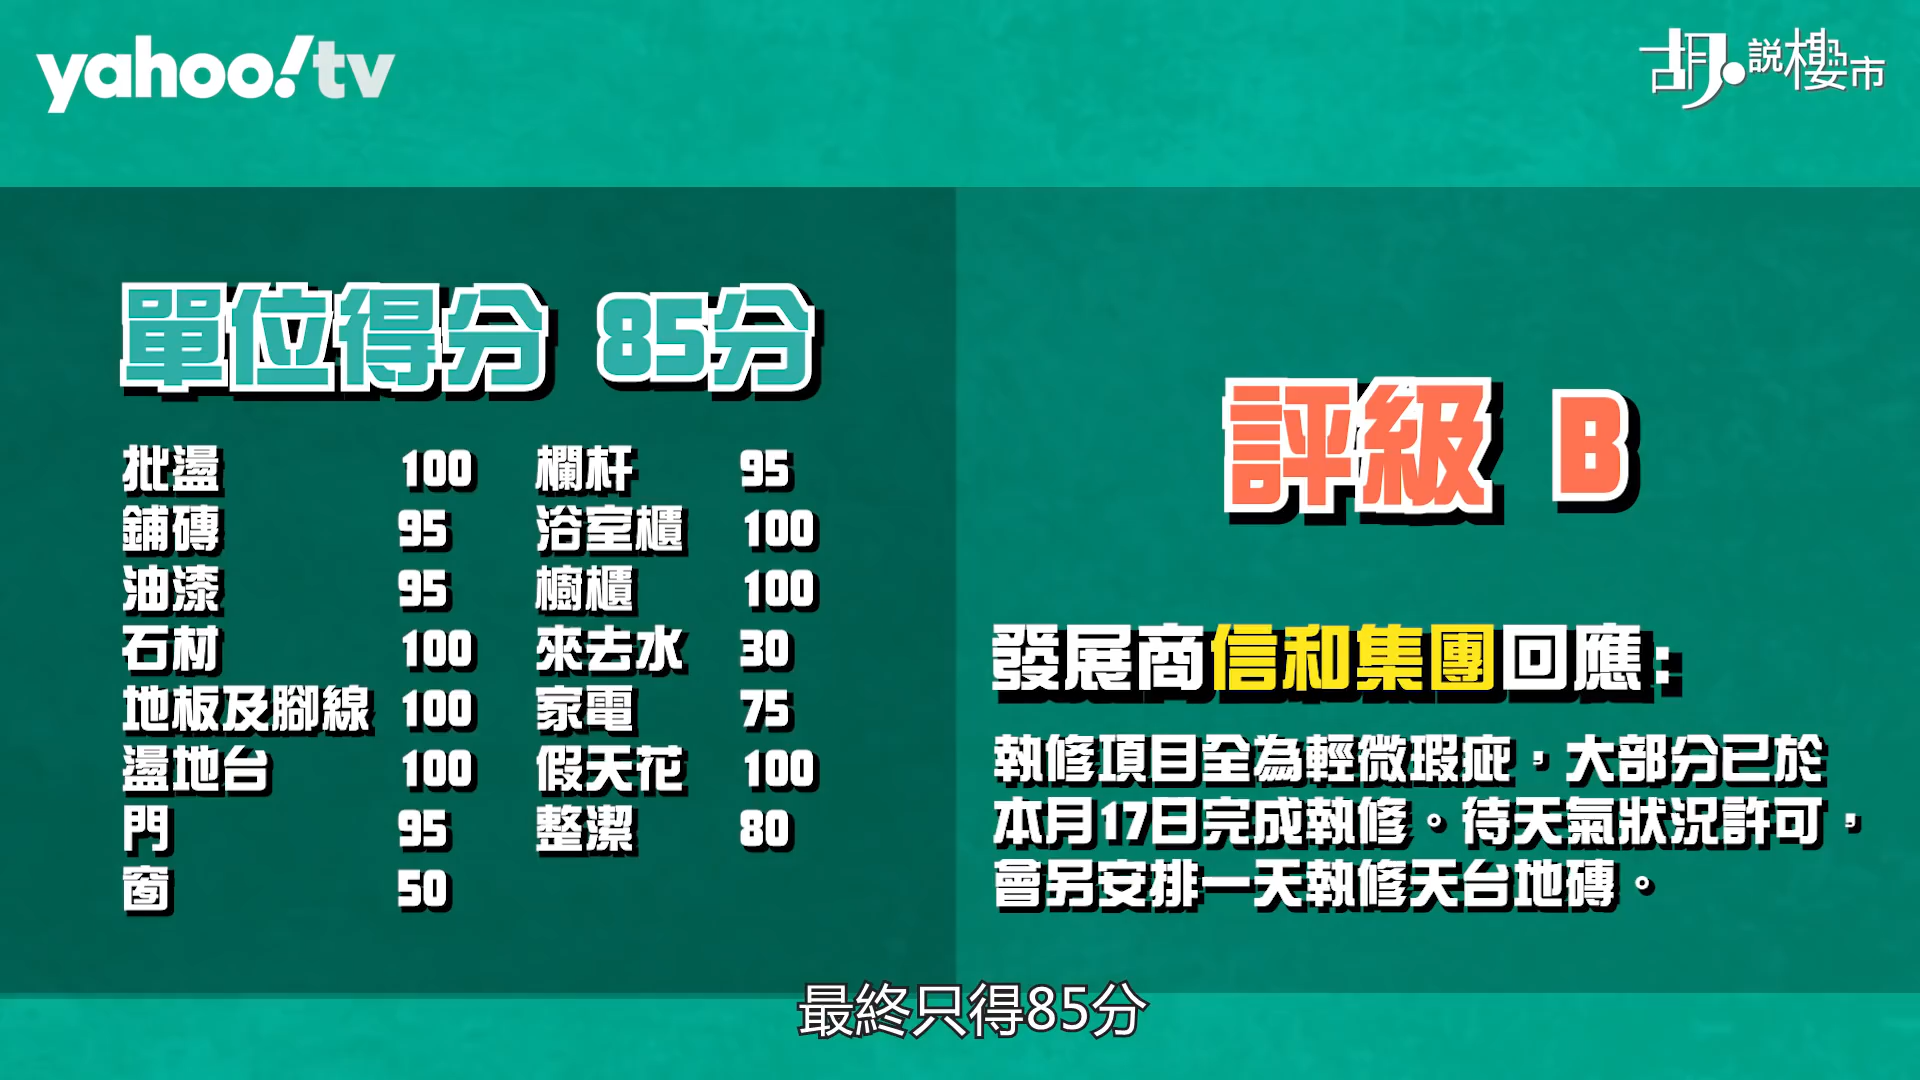 yahoo!tv
胡.說樓市
單位得分 85分
批盪 100 欄杆 95
鋪磚 95 浴室櫃 100
油漆 95 櫥櫃 100
石材 100 來去水 30
地板及腳線 100 家電 75
盪地台 100 假天花 100
門 95 整潔 80
窗 50
評級 B
發展商信和集團回應:
執修項目全為輕微瑕疵，大部分已於
本月17日完成執修。待天氣狀況許可，
會另安排一天執修天台地磚。
最終只得85分